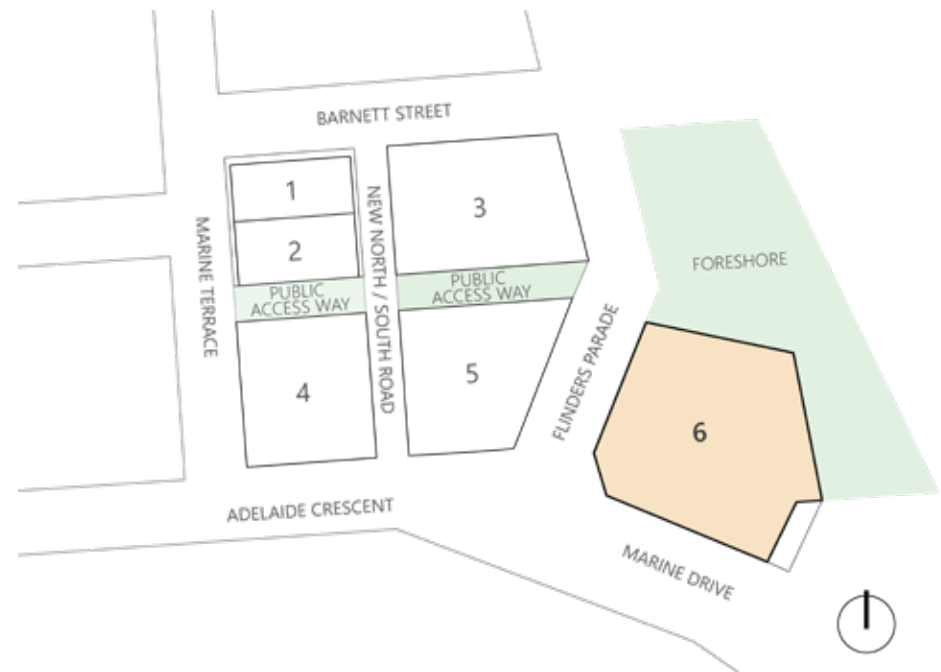 BARNETT STREET
1
2
3
MARINE TERRACE
NEW NORTH / SOUTH ROAD
PUBLIC
ACCESS WAY
PUBLIC
ACCESS WAY
FORESHORE
4
5
FLINDERS PARADE
6
ADELAIDE CRESCENT
MARINE DRIVE